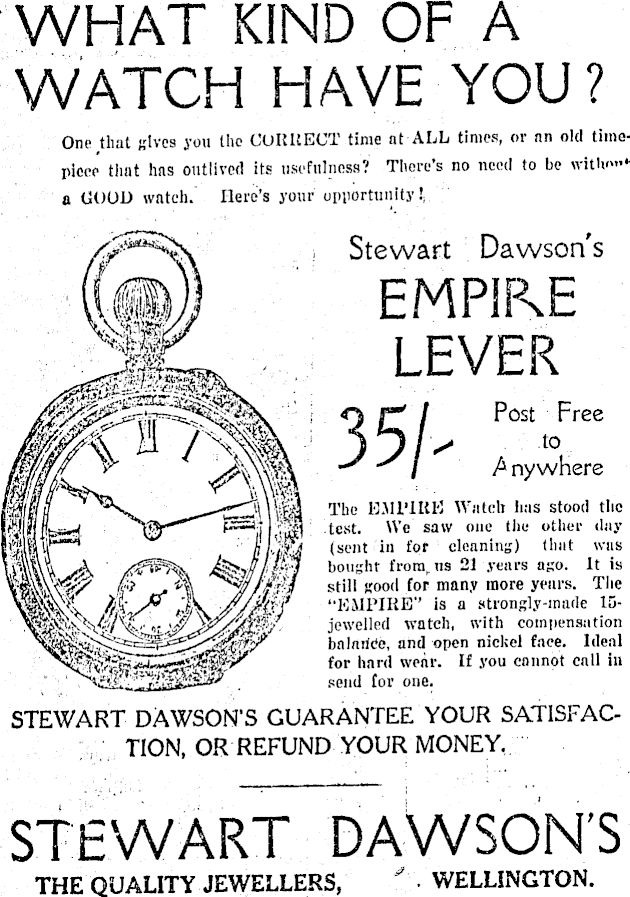 WHAT KIND OF A
WATCH HAVE YOU?
One that gives you the CORRECT time at ALL times, or an old time-
piece that has outlived its usefulness? There's no need to be without
a GOOD watch. Here's your opportunity!
Stewart Dawson's
EMPIRE
LEVER
35/-
Post Free
to
Anywhere
The EMPIRE Watch has stood the
test. We saw one the other day
(sent in for cleaning) that was
bought from us 21 years ago. It is
still good for many more years. The
"EMPIRE" is a strongly-made 15-
jewelled watch, with compensation
balance, and open nickel face. Ideal
for hard wear. If you cannot call in
send for one.
STEWART DAWSON'S GUARANTEE YOUR SATISFAC-
TION, OR REFUND YOUR MONEY.
STEWART DAWSON'S
THE QUALITY JEWELLERS, WELLINGTON.